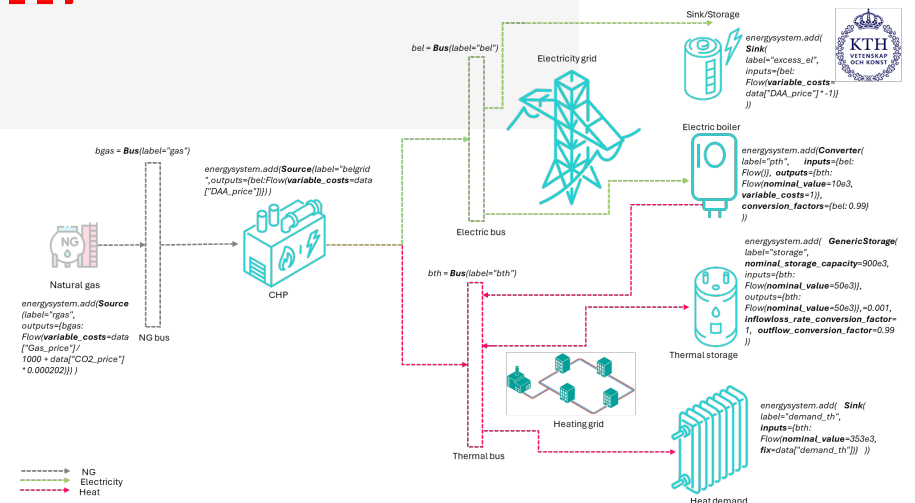 Sink/Storage
energysystem.add(
Sink(
label="excess_el",
inputs={bel:
Flow(variable_costs=
data["DAA_price"] * -1)}
))
KTH
VETENSKAP
OCH KONST
bel = Bus(label="bel")
Electricity grid
Electric boiler
energysystem.add(Converter(
label="pth", inputs={bel:
Flow()}, outputs={bth:
Flow(nominal_value=10e3,
variable_costs=1)},
conversion_factors={bel: 0.99}
))
bgas = Bus(label="gas")
energysystem.add(Source(label="belgrid
",outputs={bel:Flow(variable_costs=data
["DAA_price"])}) )
Electric bus
NG
Natural gas
CHP
bth = Bus(label="bth")
energysystem.add( GenericStorage(
label="storage",
nominal_storage_capacity=900e3,
inputs={bth:
Flow(nominal_value=50e3)},
outputs={bth:
Flow(nominal_value=50e3)},=0.001,
inflowloss_rate_conversion_factor=
1, outflow_conversion_factor=0.99
))
Thermal storage
energysystem.add(Source
(label="rgas",
outputs={bgas:
Flow(variable_costs=data
["Gas_price"] /
1000 + data["CO2_price"]
*0.000202)}) )
NG bus
Heating grid
energysystem.add( Sink(
label="demand_th",
inputs={bth:
Flow(nominal_value=353e3,
fix=data["demand_th"])} ))
Thermal bus
Heat demand
NG
Electricity
Heat